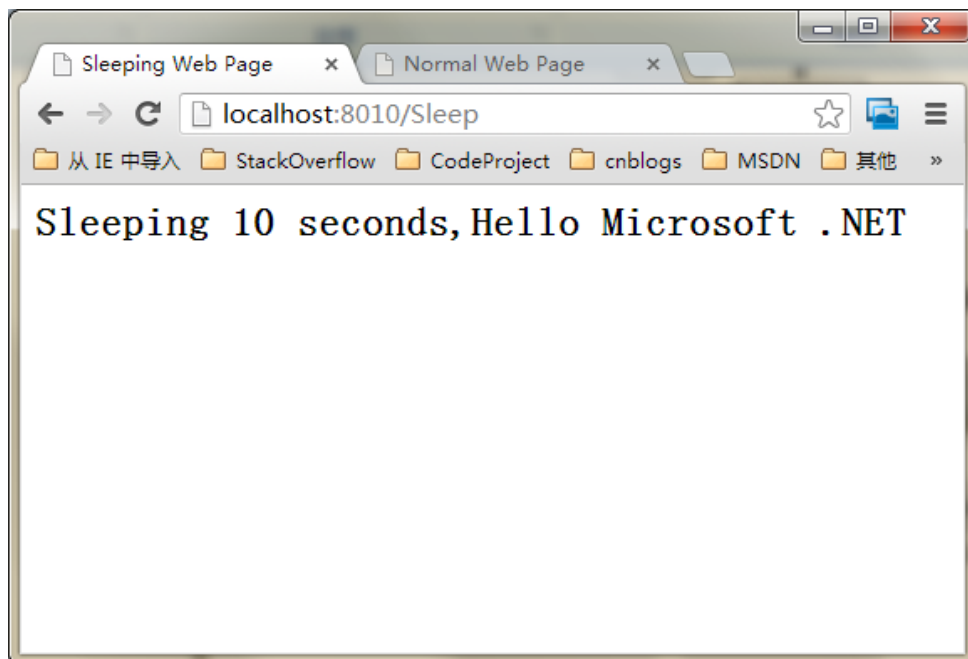 Sleeping Web Page Normal Web Page
localhost:8010/Sleep
从 IE 中导入 StackOverflow CodeProject cnblogs MSDN 其他 »
Sleeping 10 seconds,Hello Microsoft .NET